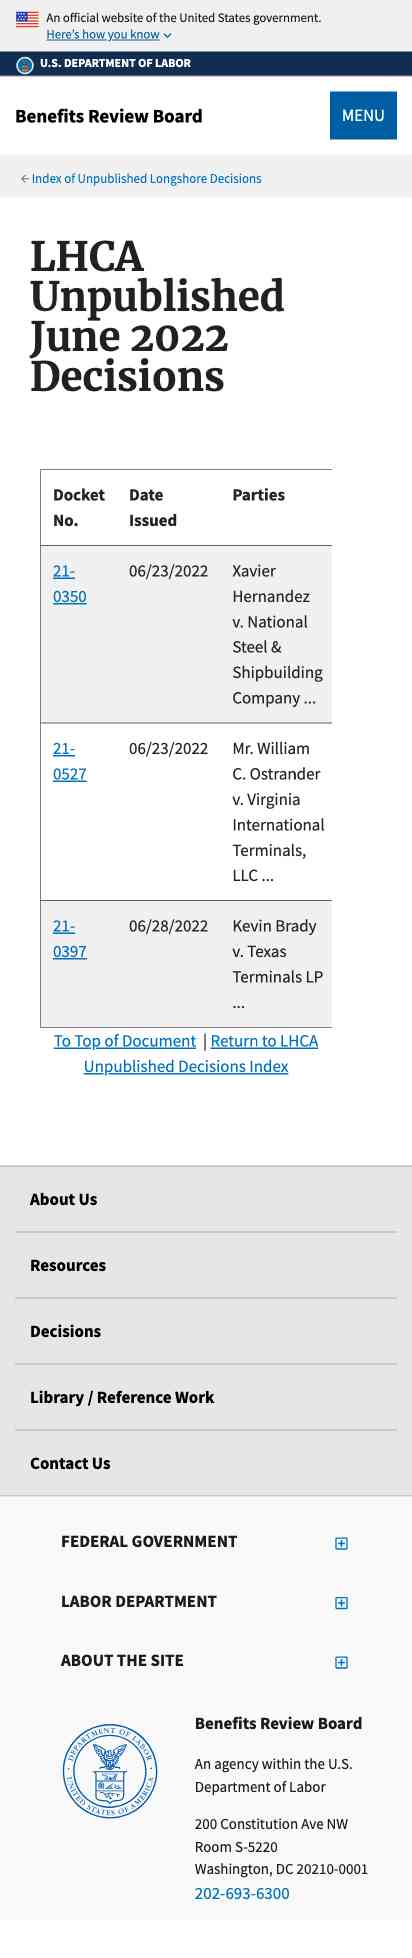 An official website of the United States government.
Here's how you know
U.S. DEPARTMENT OF LABOR
Benefits Review Board
MENU
Index of Unpublished Longshore Decisions
LHCA
Unpublished
June 2022
Decisions
Docket No. Date Issued Parties
21-0350 06/23/2022 Xavier
Hernandez
v. National
Steel &
Shipbuilding
Company ...
21-0527 06/23/2022 Mr. William
C. Ostrander
v. Virginia
International
Terminals,
LLC ...
21-0397 06/28/2022 Kevin Brady
v. Texas
Terminals LP
...
To Top of Document | Return to LHCA
Unpublished Decisions Index
About Us
Resources
Decisions
Library / Reference Work
Contact Us
FEDERAL GOVERNMENT
LABOR DEPARTMENT
ABOUT THE SITE
DEPARTMENT OF LABOR
UNITED STATES OF AMERICA
Benefits Review Board
An agency within the U.S.
Department of Labor
200 Constitution Ave NW
Room S-5220
Washington, DC 20210-0001
202-693-6300